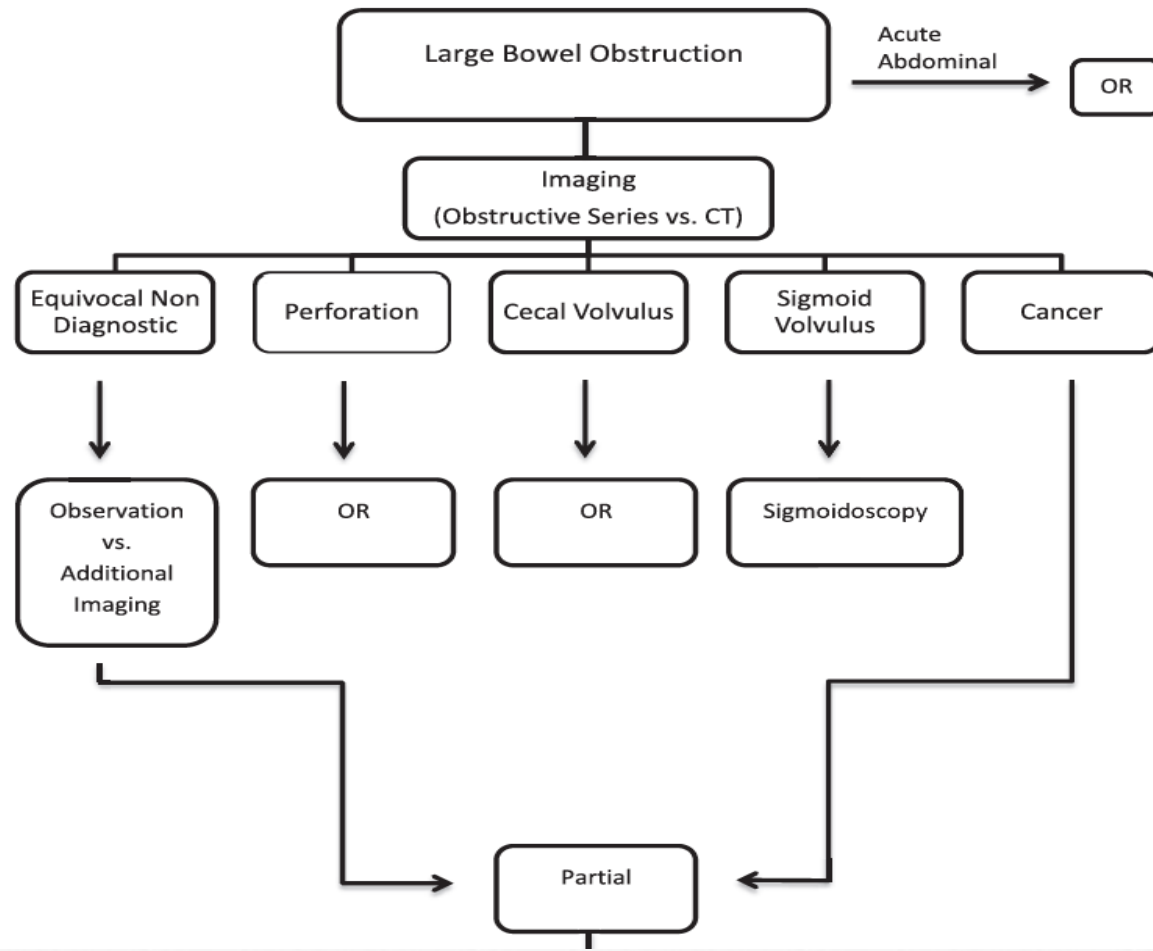 Large Bowel Obstruction
Acute
Abdominal
OR
Imaging
(Obstructive Series vs. CT)
Equivocal Non
Diagnostic
Perforation
Cecal Volvulus
Sigmoid
Volvulus
Cancer
Observation
vs.
Additional
Imaging
OR
OR
Sigmoidoscopy
Partial